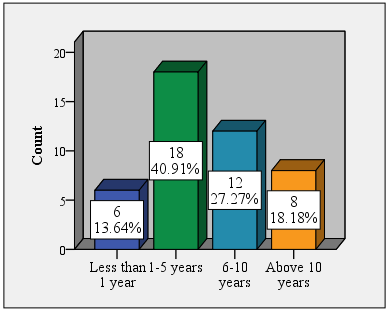 20
15
10
5
0
Count
6
13.64%
18
40.91%
12
27.27%
8
18.18%
Less than
1 year
1-5 years
6-10
years
Above 10
years